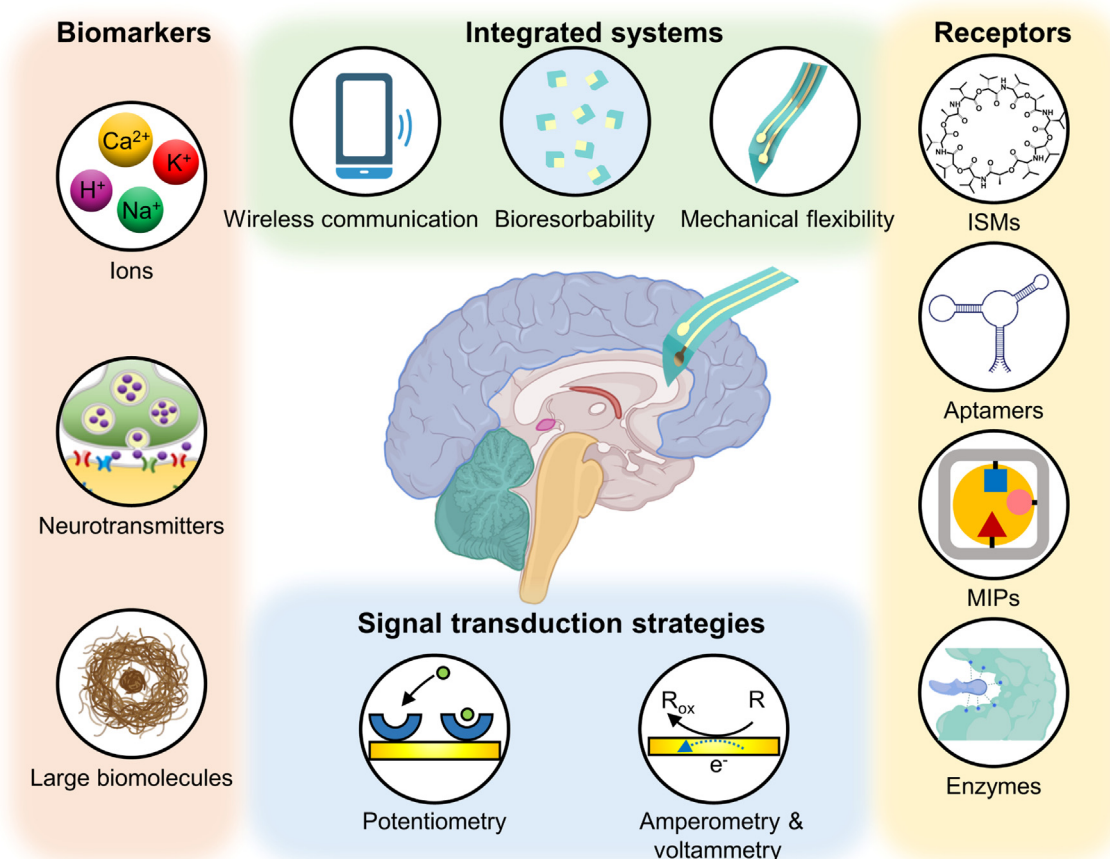 Biomarkers
Ca2+
K+
H+
Na+
Ions
Neurotransmitters
Large biomolecules
Integrated systems
Wireless communication
Bioresorbability
Mechanical flexibility
Signal transduction strategies
Potentiometry
Rox
R
e-
Amperometry &
voltammetry
Receptors
ISMs
Aptamers
MIPs
Enzymes